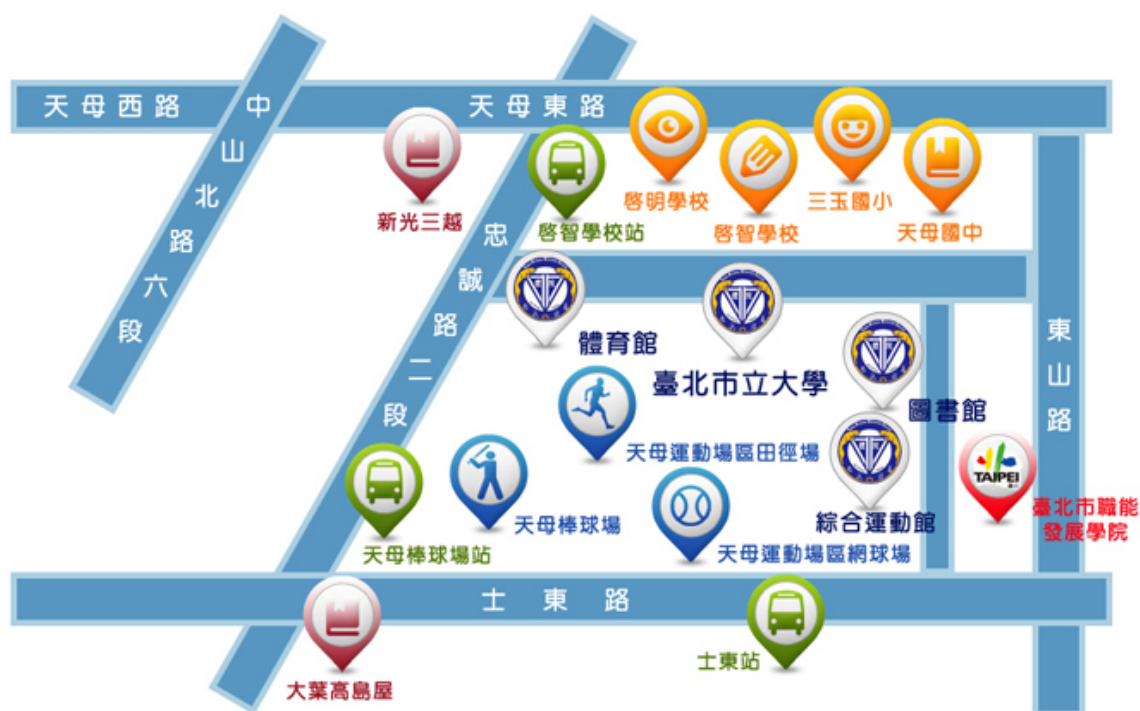 天母西路
中山北路六段
天母東路
新光三越
忠誠路二段
啓智學校站
啓明學校
啓智學校
三玉國小
天母國中
體育館
臺北市立大學
圖書館
東山路
天母運動場區田徑場
TAIPEI
天母棒球場站
天母棒球場
天母運動場區網球場
綜合運動館
臺北市職能
發展學院
士東路
士東站
大葉高島屋